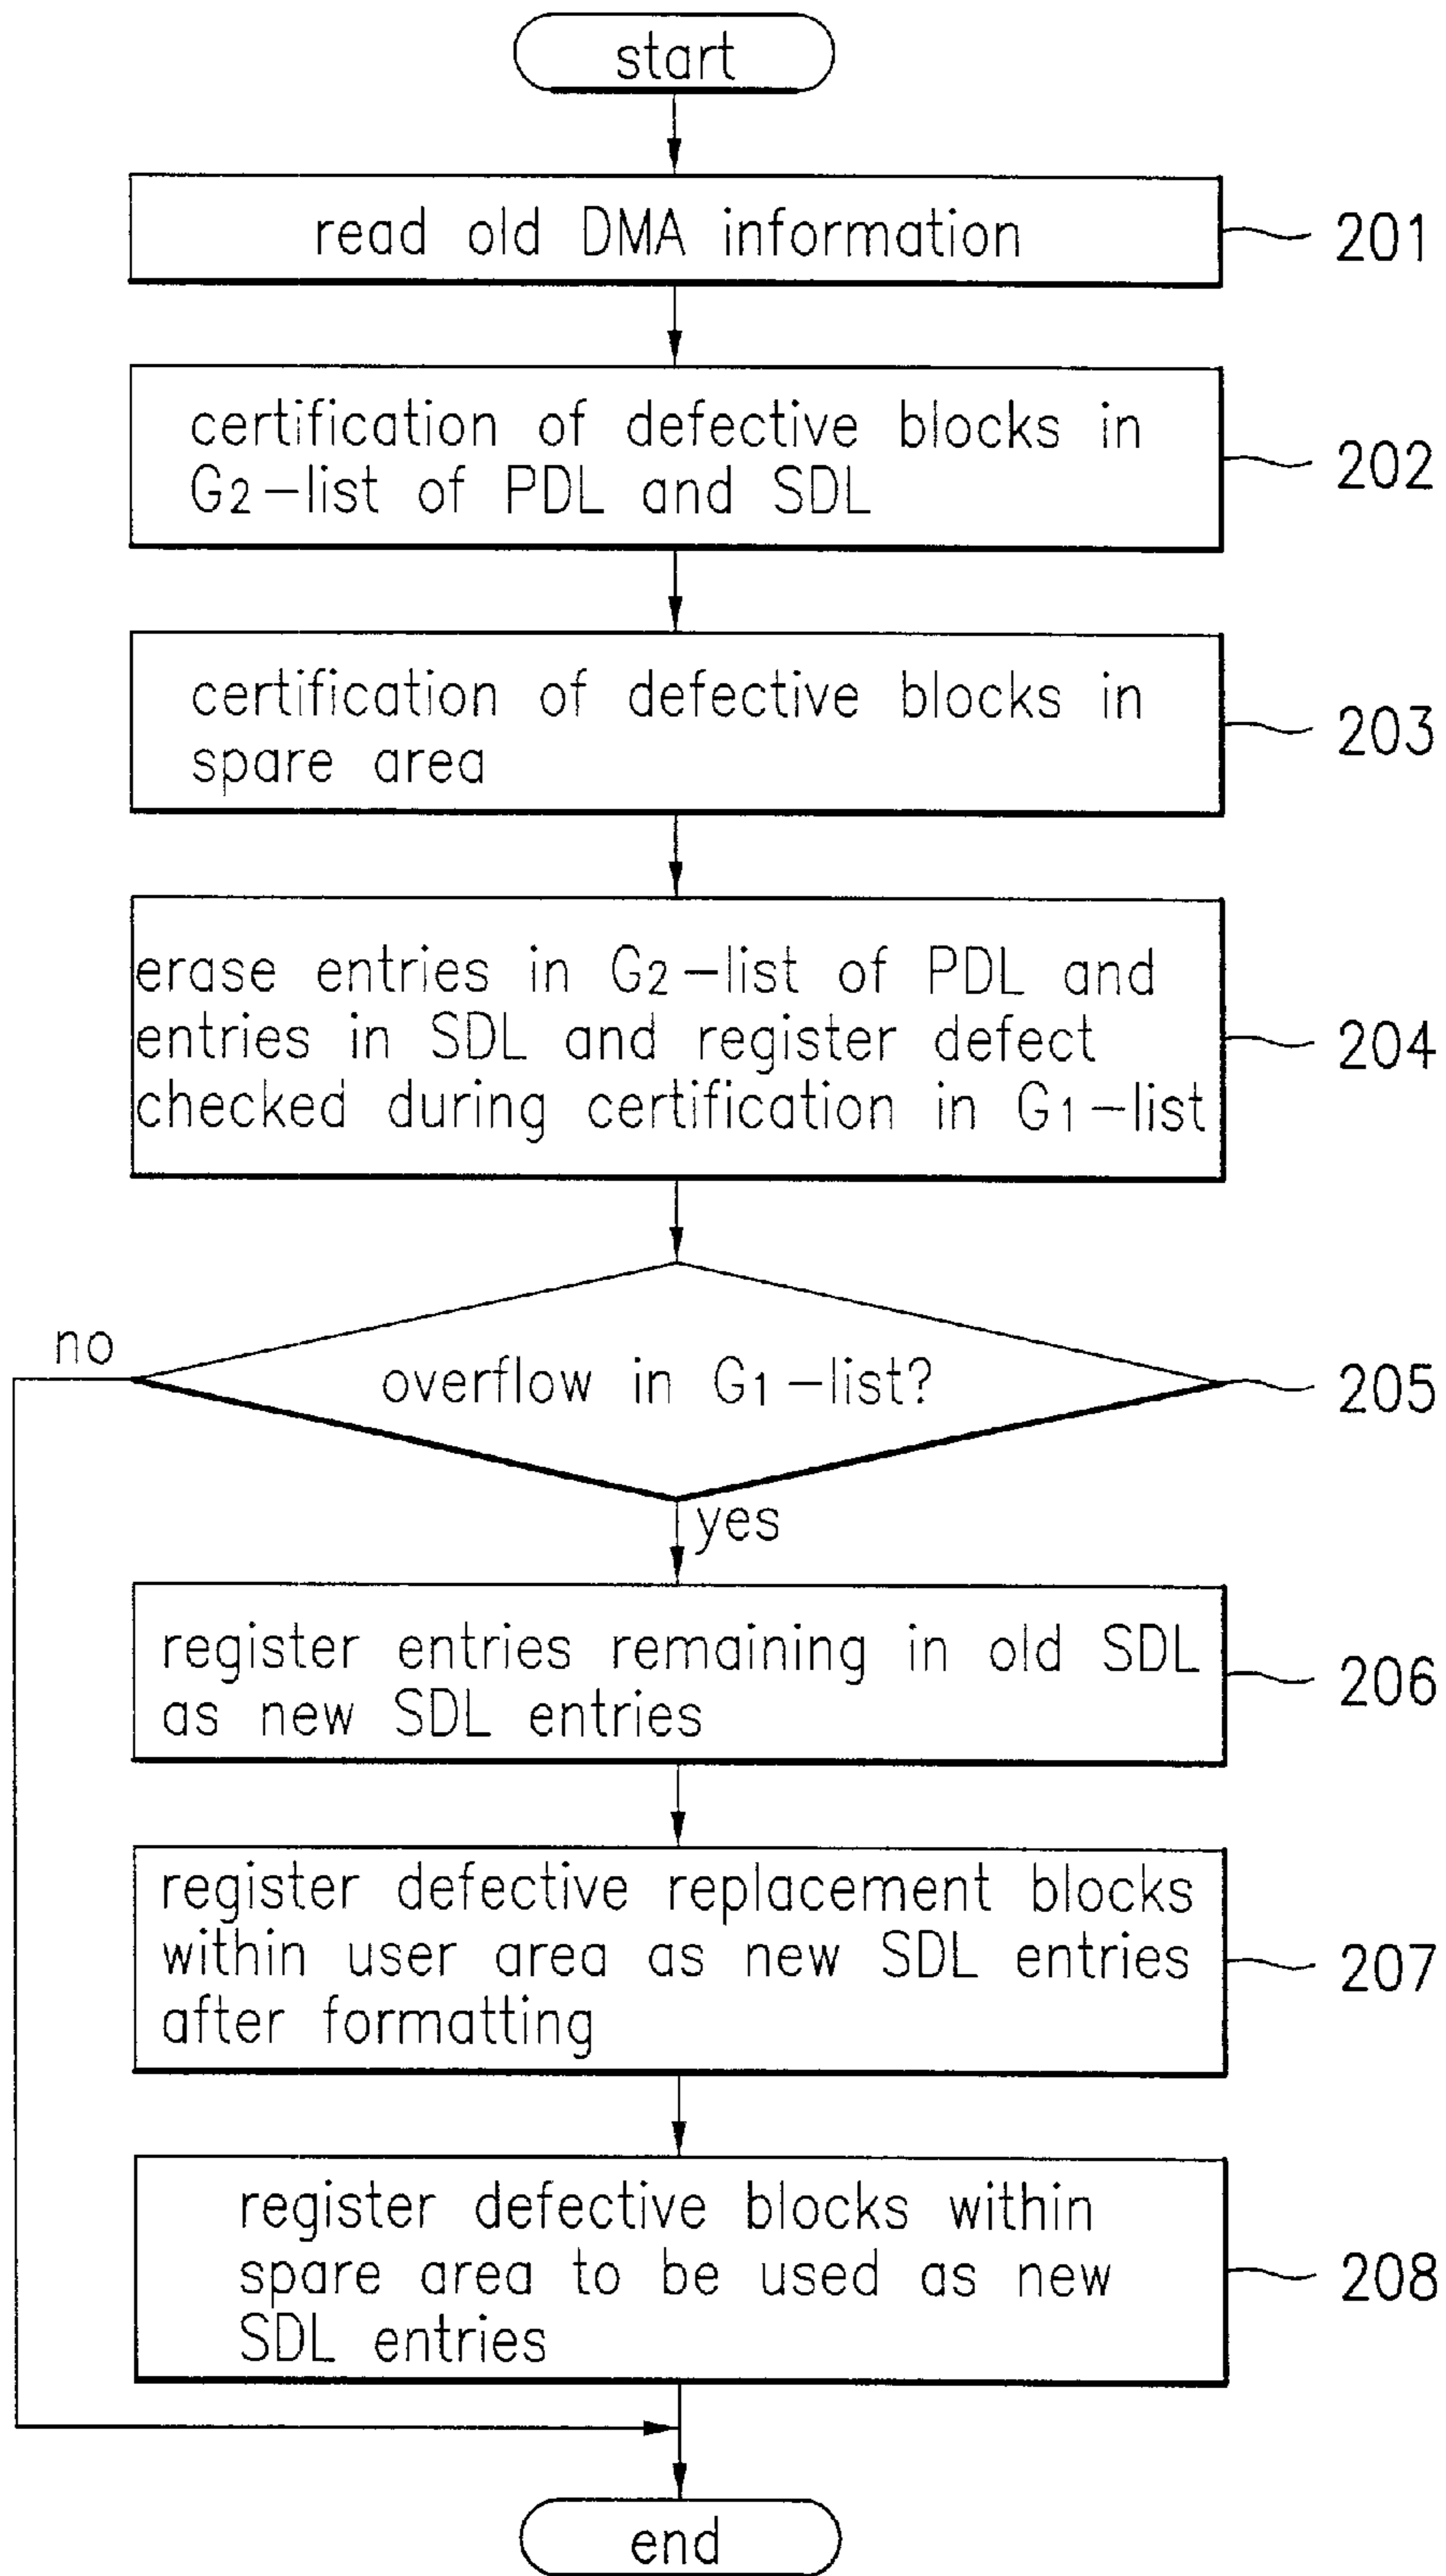 start
read old DMA information
201
certification of defective blocks in
G2-list of PDL and SDL
202
certification of defective blocks in
spare area
203
erase entries in G2-list of PDL and
entries in SDL and register defect
checked during certification in G1-list
204
no
overflow in G1-list?
205
yes
register entries remaining in old SDL
as new SDL entries
206
register defective replacement blocks
within user area as new SDL entries
after formatting
207
register defective blocks within
spare area to be used as new
SDL entries
208
end